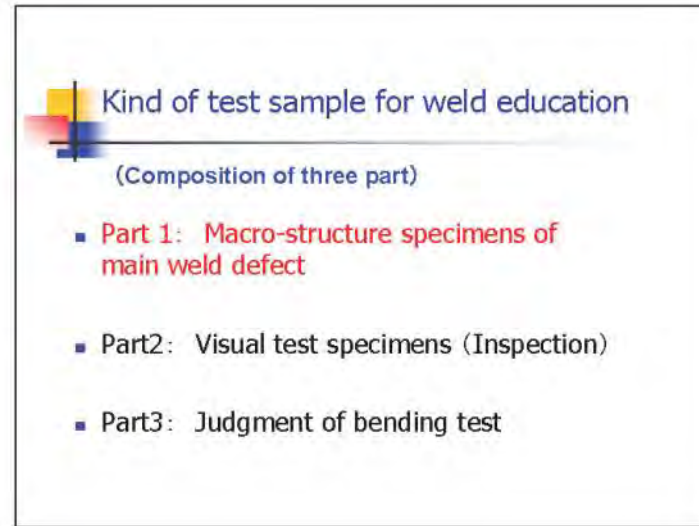 Kind of test sample for weld education
(Composition of three part)
Part 1: Macro-structure specimens of
main weld defect
Part2: Visual test specimens (Inspection)
Part3: Judgment of bending test